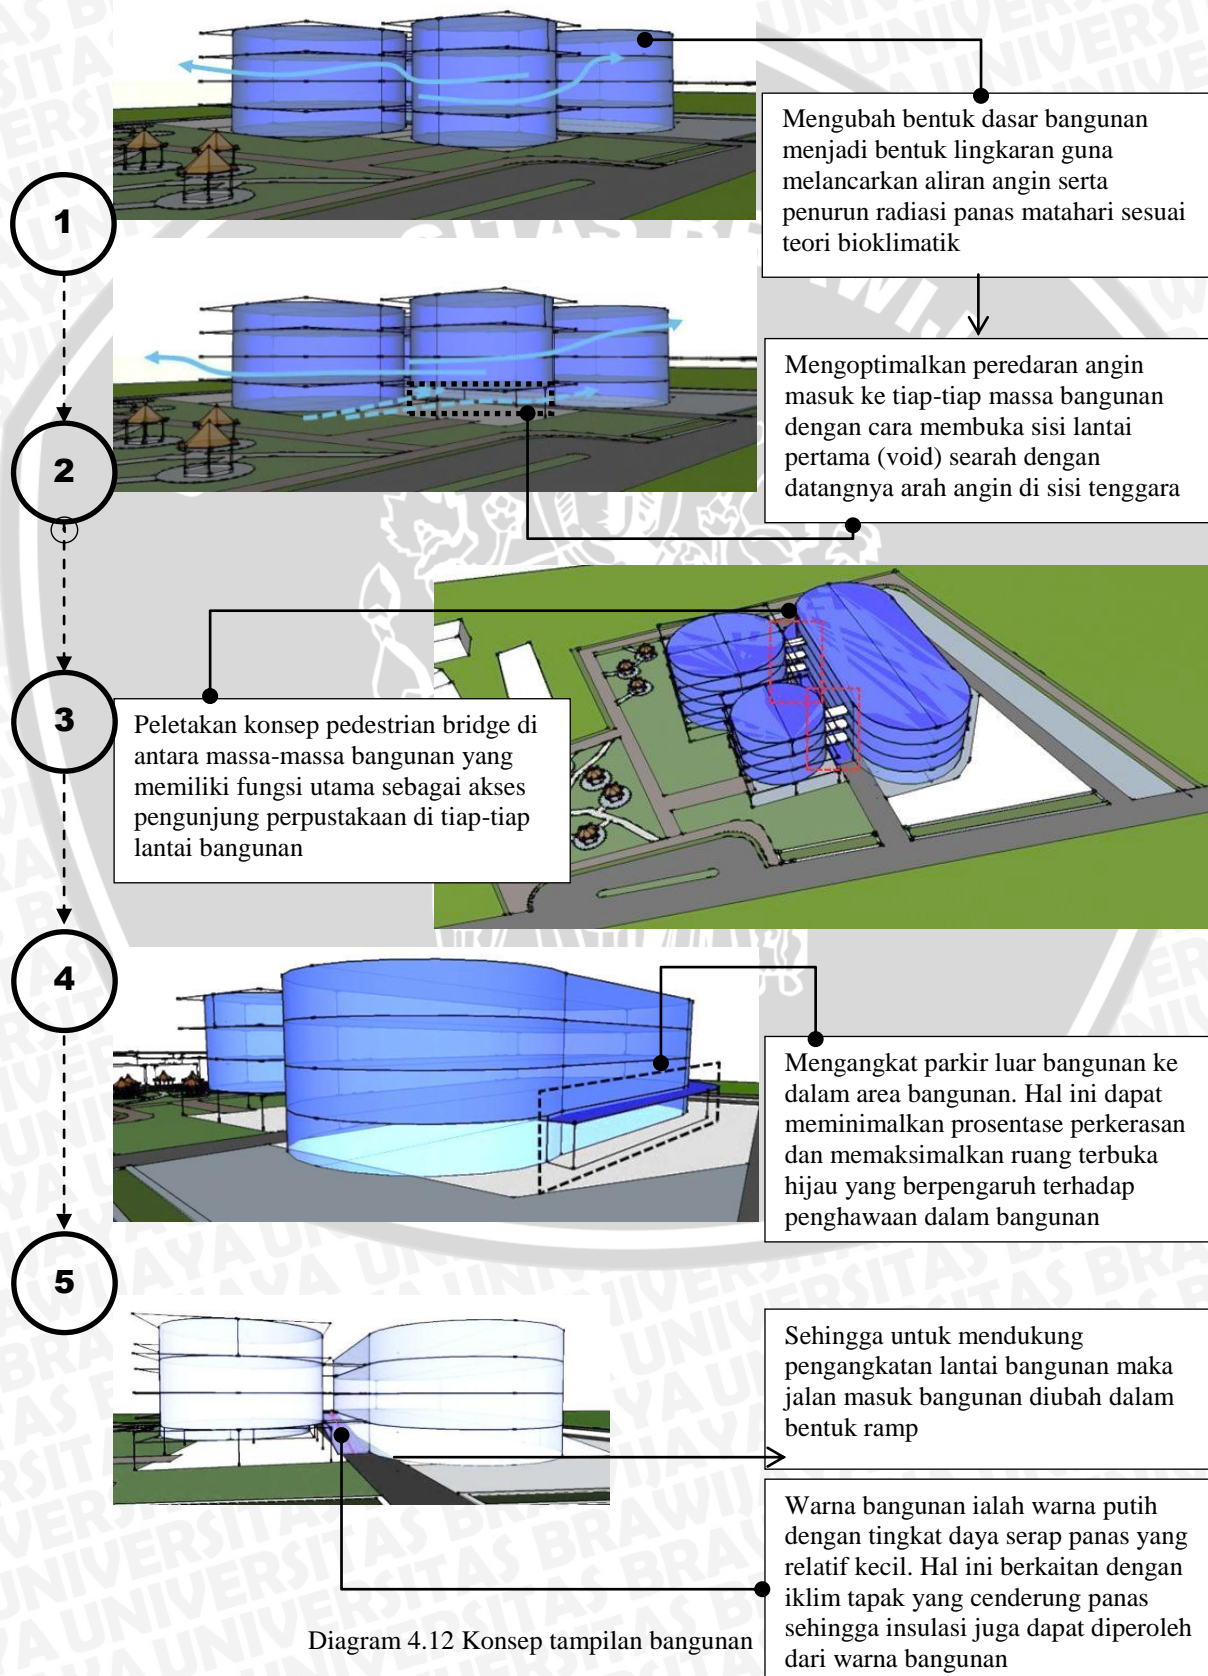 Mengubah bentuk dasar bangunan
menjadi bentuk lingkaran guna
melancarkan aliran angin serta
penurun radiasi panas matahari sesuai
teori bioklimatik
1
Mengoptimalkan peredaran angin
masuk ke tiap-tiap massa bangunan
dengan cara membuka sisi lantai
pertama (void) searah dengan
datangnya arah angin di sisi tenggara
2
3
Peletakan konsep pedestrian bridge di
antara massa-massa bangunan yang
memiliki fungsi utama sebagai akses
pengunjung perpustakaan di tiap-tiap
lantai bangunan
4
Mengangkat parkir luar bangunan ke
dalam area bangunan. Hal ini dapat
meminimalkan prosentase perkerasan
dan memaksimalkan ruang terbuka
hijau yang berpengaruh terhadap
penghawaan dalam bangunan
5
Sehingga untuk mendukung
pengangkatan lantai bangunan maka
jalan masuk bangunan diubah dalam
bentuk ramp
Warna bangunan ialah warna putih
dengan tingkat daya serap panas yang
relatif kecil. Hal ini berkaitan dengan
iklim tapak yang cenderung panas
sehingga insulasi juga dapat diperoleh
dari warna bangunan
Diagram 4.12 Konsep tampilan bangunan